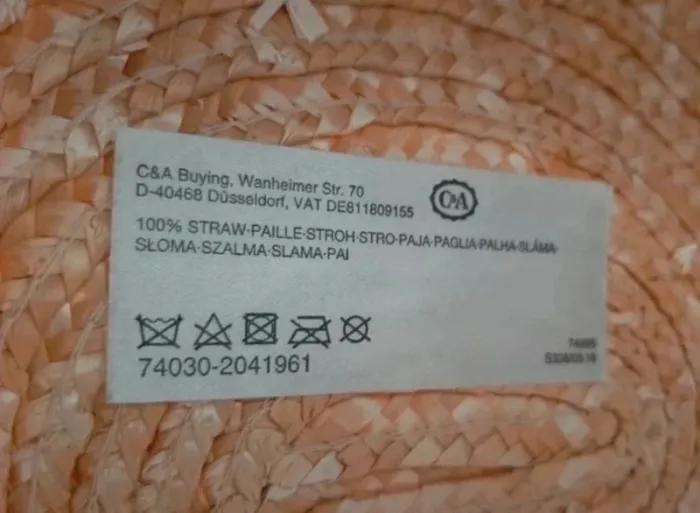 C&A Buying, Wanheimer Str. 70
D-40468 Düsseldorf, VAT DE811809155
C&A
100% STRAW·PAILLE·STROH·STRO·PAJA·PAGLIA·PALHA·SLÁMA·
SŁOMA·SZALMA·SLAMA·PAI
74030-2041961